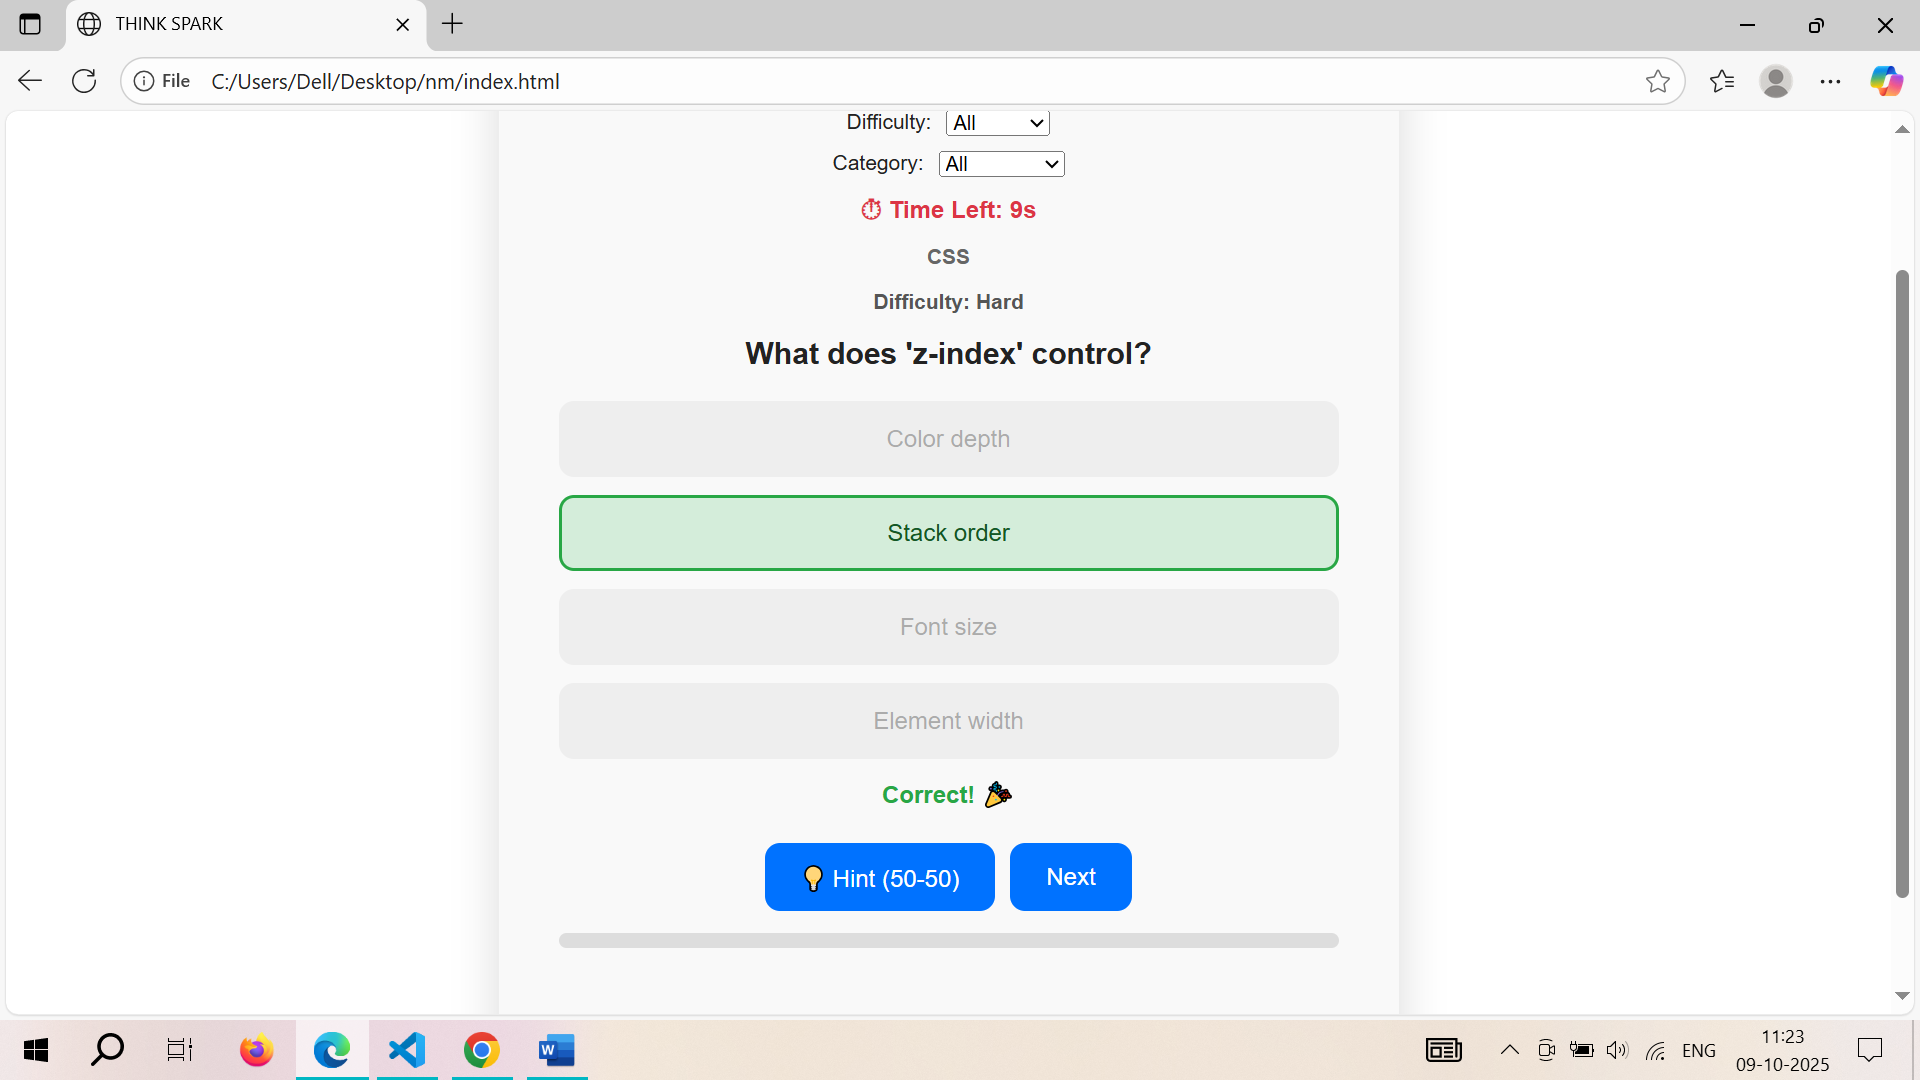 THINK SPARK
File C:/Users/Dell/Desktop/nm/index.html
Difficulty: All
Category: All
⏱ Time Left: 9s
CSS
Difficulty: Hard
What does 'z-index' control?
Color depth
Stack order
Font size
Element width
Correct! 🎉
💡 Hint (50-50) Next
W ENG 11:23
09-10-2025